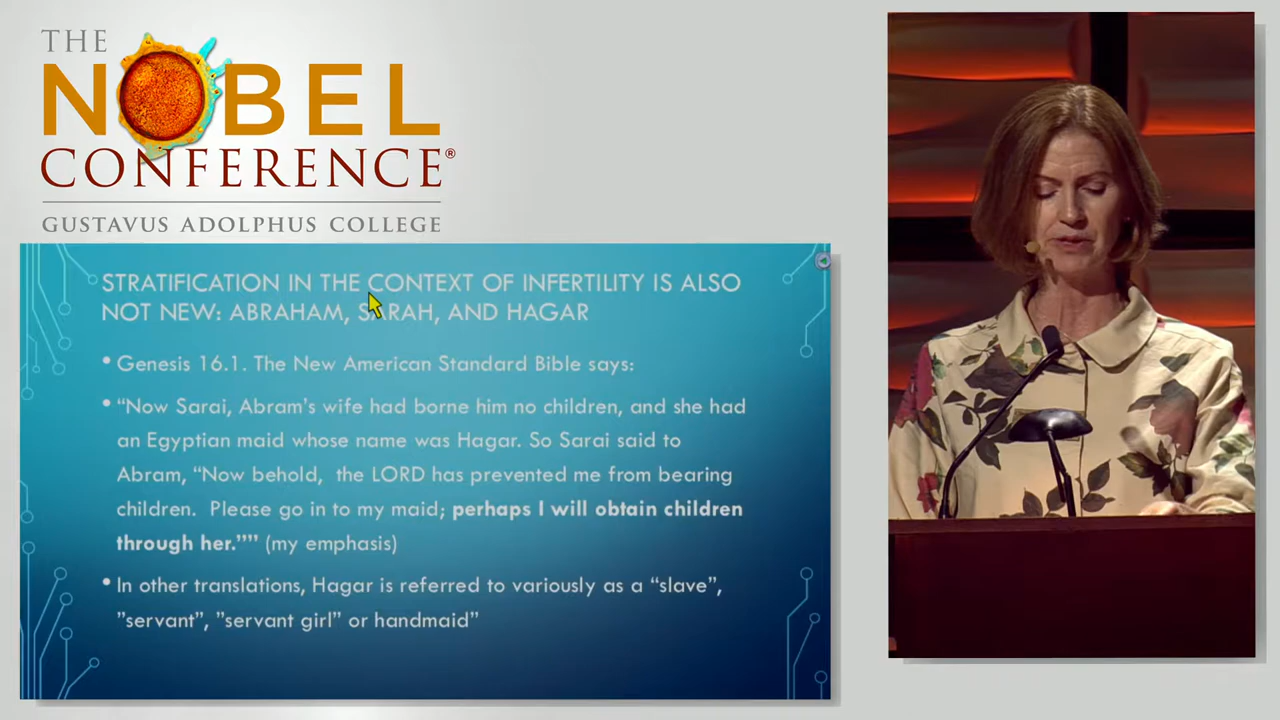 THE
NOBEL
CONFERENCE®
GUSTAVUS ADOLPHUS COLLEGE
STRATIFICATION IN THE CONTEXT OF INFERTILITY IS ALSO
NOT NEW: ABRAHAM, SARAH, AND HAGAR
• Genesis 16.1. The New American Standard Bible says:
• “Now Sarai, Abram’s wife had borne him no children, and she had
an Egyptian maid whose name was Hagar. So Sarai said to
Abram, “Now behold,  the LORD has prevented me from bearing
children.  Please go in to my maid; perhaps I will obtain children
through her.”” (my emphasis)
• In other translations, Hagar is referred to variously as a “slave”,
”servant”, ”servant girl” or handmaid”